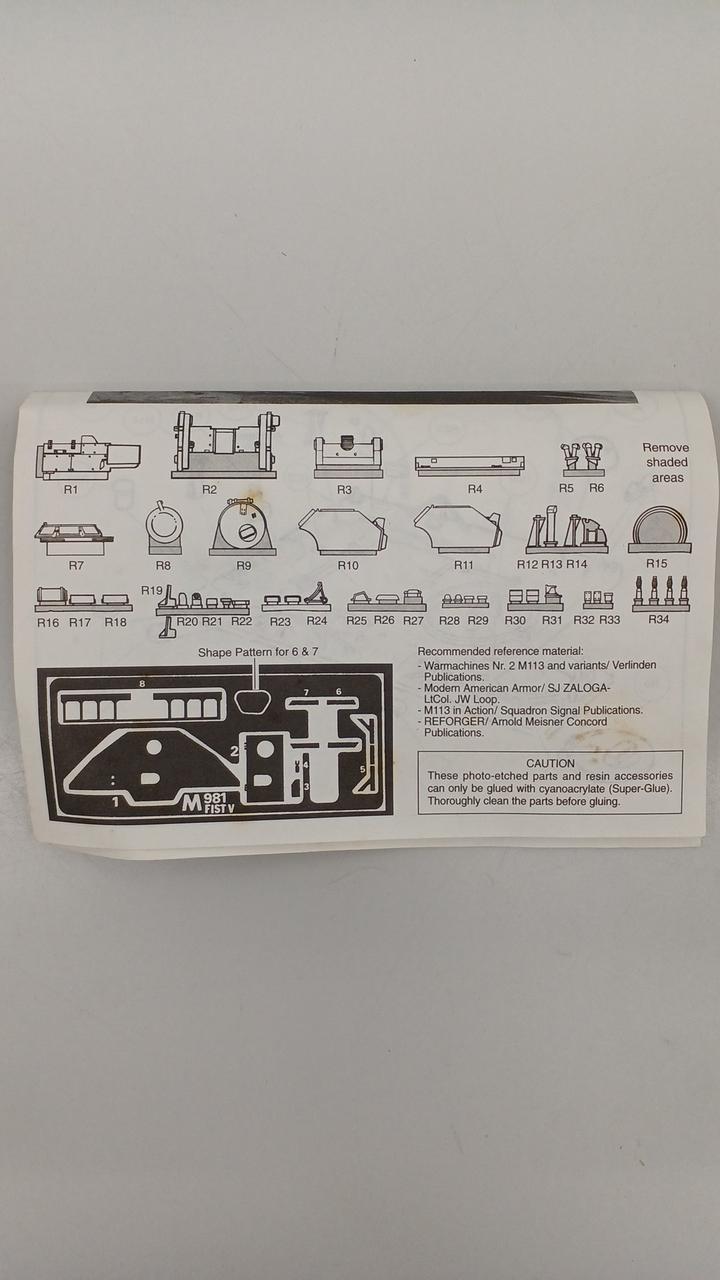 R1
R2
R3
R4
R5 R6
Remove
shaded
areas
R7
R8
R9
R10
R11
R12 R13 R14
R15
R16 R17 R18
R19
R20 R21 R22
R23 R24
R25 R26 R27
R28 R29
R30 R31
R32 R33
R34
Shape Pattern for 6 & 7
8
7 6
2
4
5
3
1
M 981
FIST V
Recommended reference material:
- Warmachines Nr. 2 M113 and variants/ Verlinden
Publications.
- Modern American Armor/ SJ ZALOGA-
LtCol. JW Loop.
- M113 in Action/ Squadron Signal Publications.
- REFORGER/ Arnold Meisner Concord
Publications.
CAUTION
These photo-etched parts and resin accessories
can only be glued with cyanoacrylate (Super-Glue).
Thoroughly clean the parts before gluing.